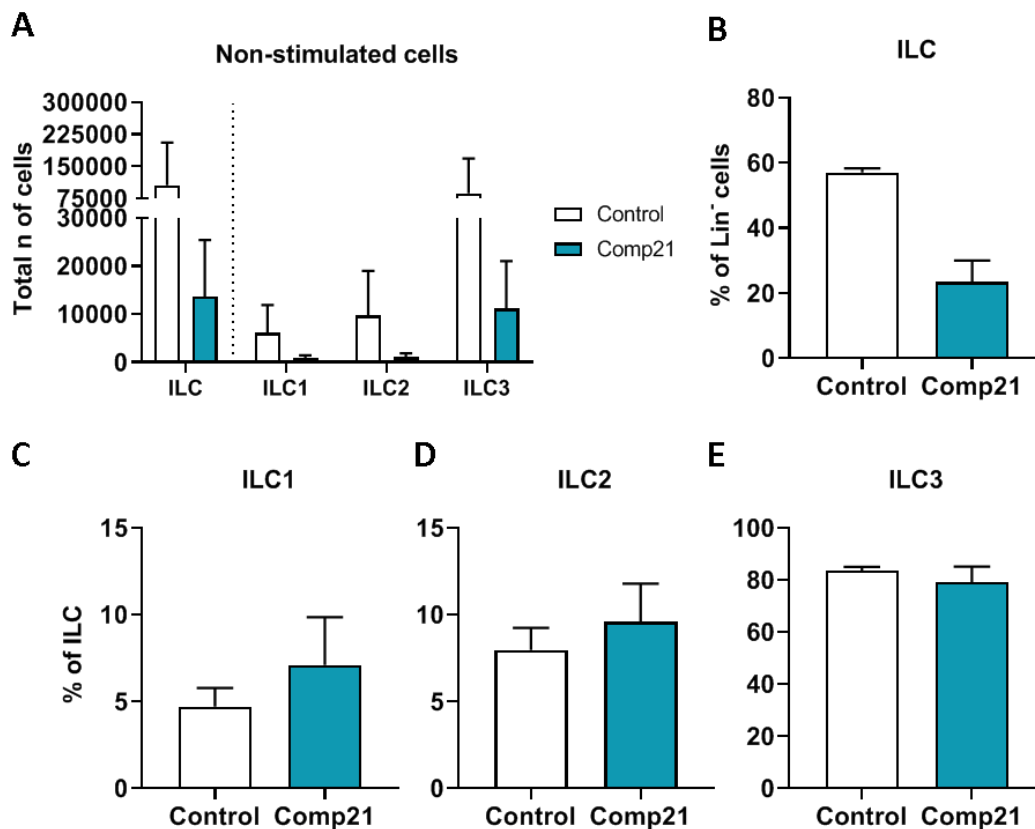 A
Non-stimulated cells
Total n of cells
300000
225000
150000
75000
30000
20000
10000
0
ILC
ILC1
ILC2
ILC3
Control
Comp21
B
ILC
% of Lin⁻ cells
80
60
40
20
0
Control
Comp21
C
ILC1
% of ILC
15
10
5
0
Control
Comp21
D
ILC2
15
10
5
0
Control
Comp21
E
ILC3
100
80
60
40
20
0
Control
Comp21